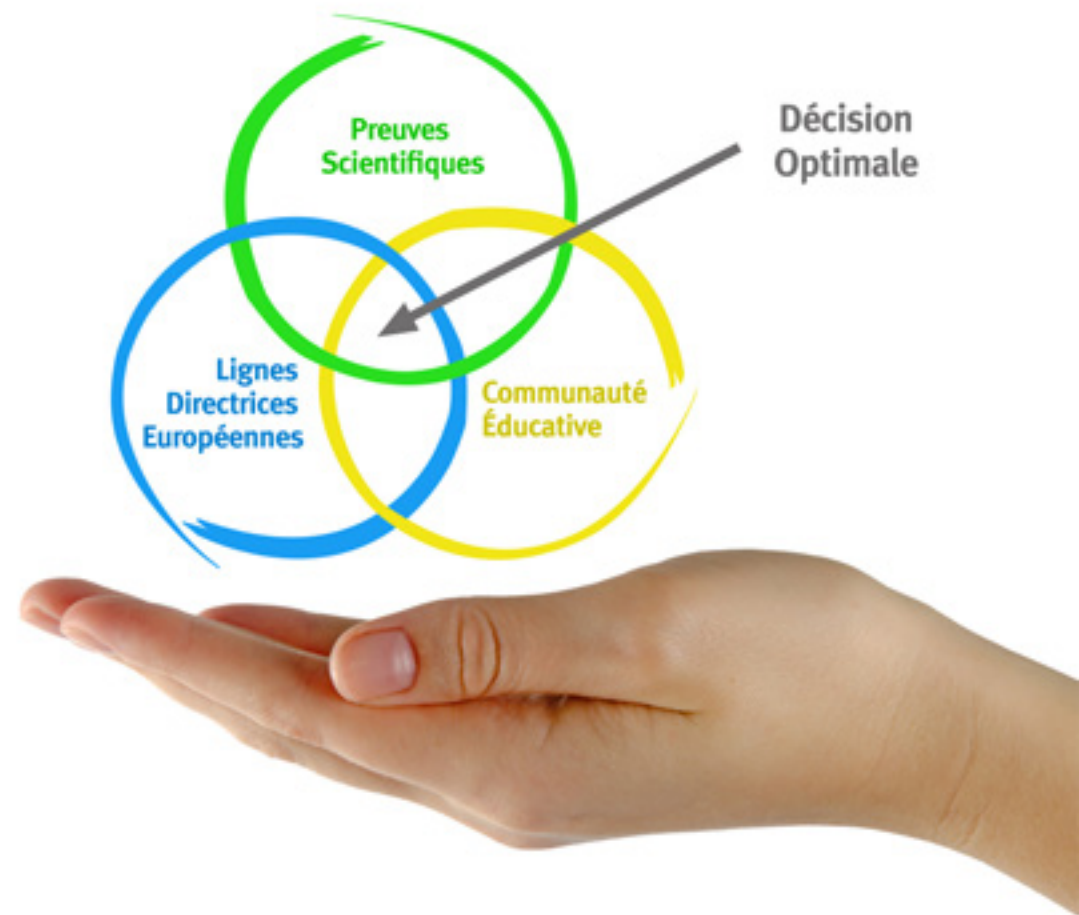 Preuves
Scientifiques
Décision
Optimale
Lignes
Directrices
Européennes
Communauté
Éducative